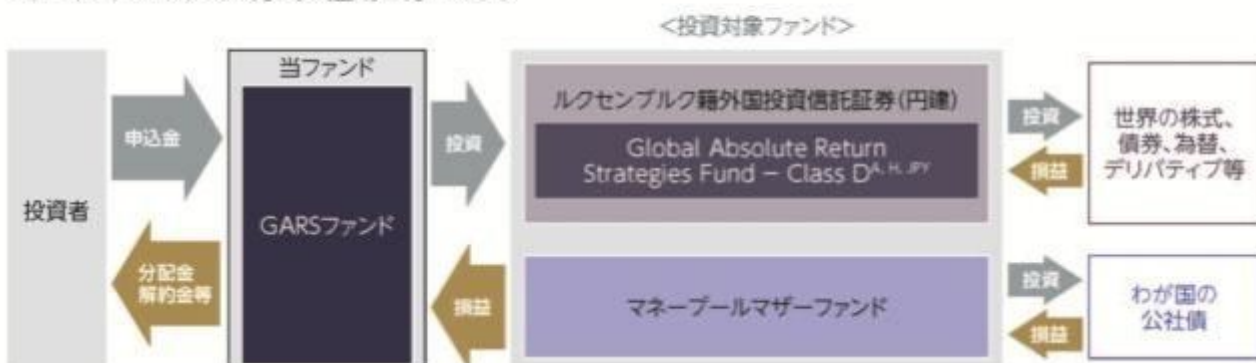 <投資対象ファンド>
投資者
申込金
分配金
解約金等
当ファンド
GARSファンド
投資
損益
ルクセンブルク籍外国投資信託証券(円建)
Global Absolute Return
Strategies Fund – Class D^A, H, JPY
マネープールマザーファンド
投資
損益
投資
損益
世界の株式、
債券、為替、
デリバティブ等
わが国の
公社債